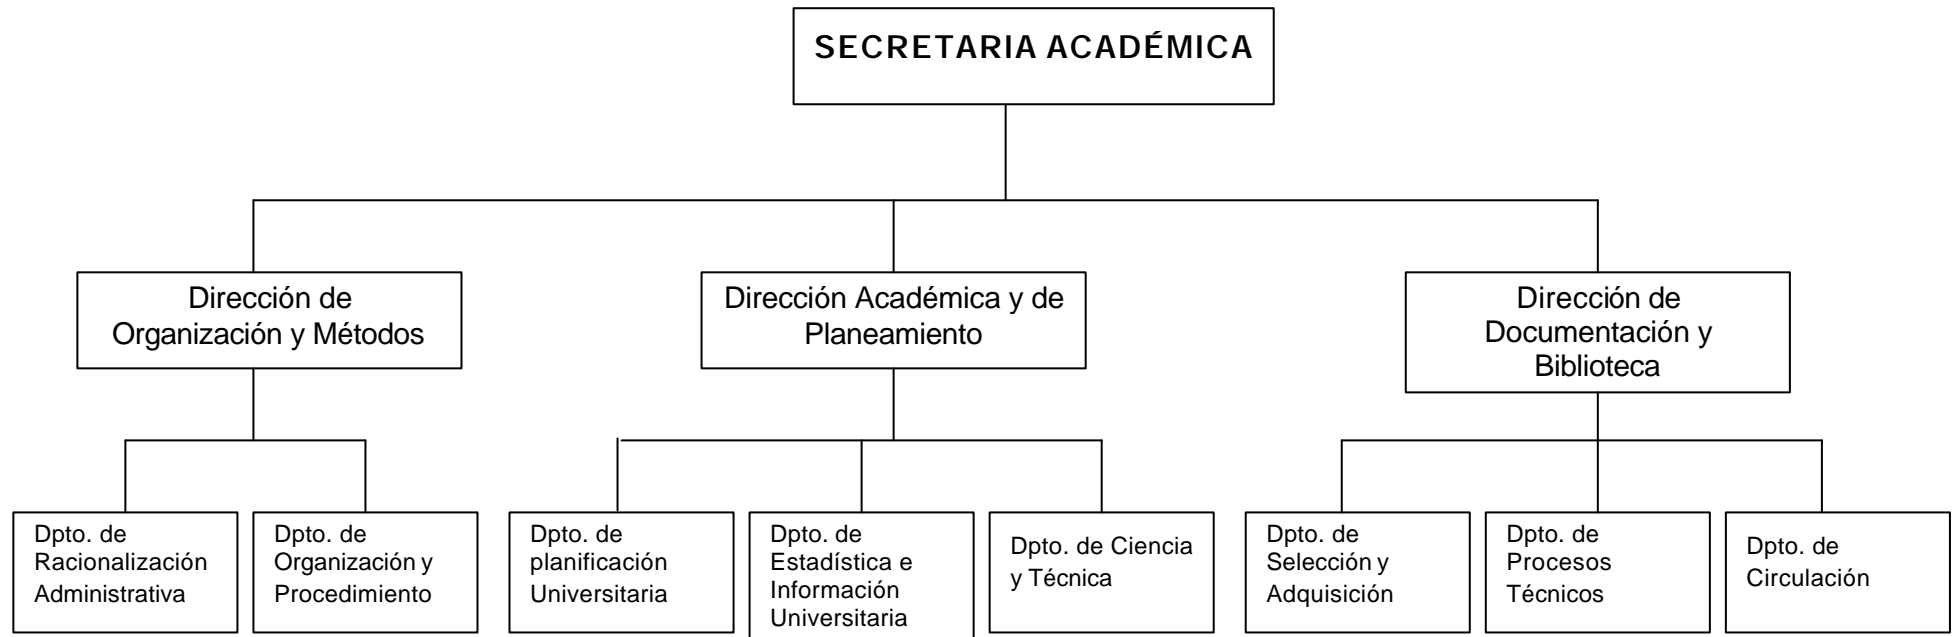 SECRETARIA ACADÉMICA
Dirección de
Organización y Métodos
Dirección Académica y de
Planeamiento
Dirección de
Documentación y
Biblioteca
Dpto. de
Racionalización
Administrativa
Dpto. de
Organización y
Procedimiento
Dpto. de
planificación
Universitaria
Dpto. de
Estadística e
Información
Universitaria
Dpto. de Ciencia
y Técnica
Dpto. de
Selección y
Adquisición
Dpto. de
Procesos
Técnicos
Dpto. de
Circulación